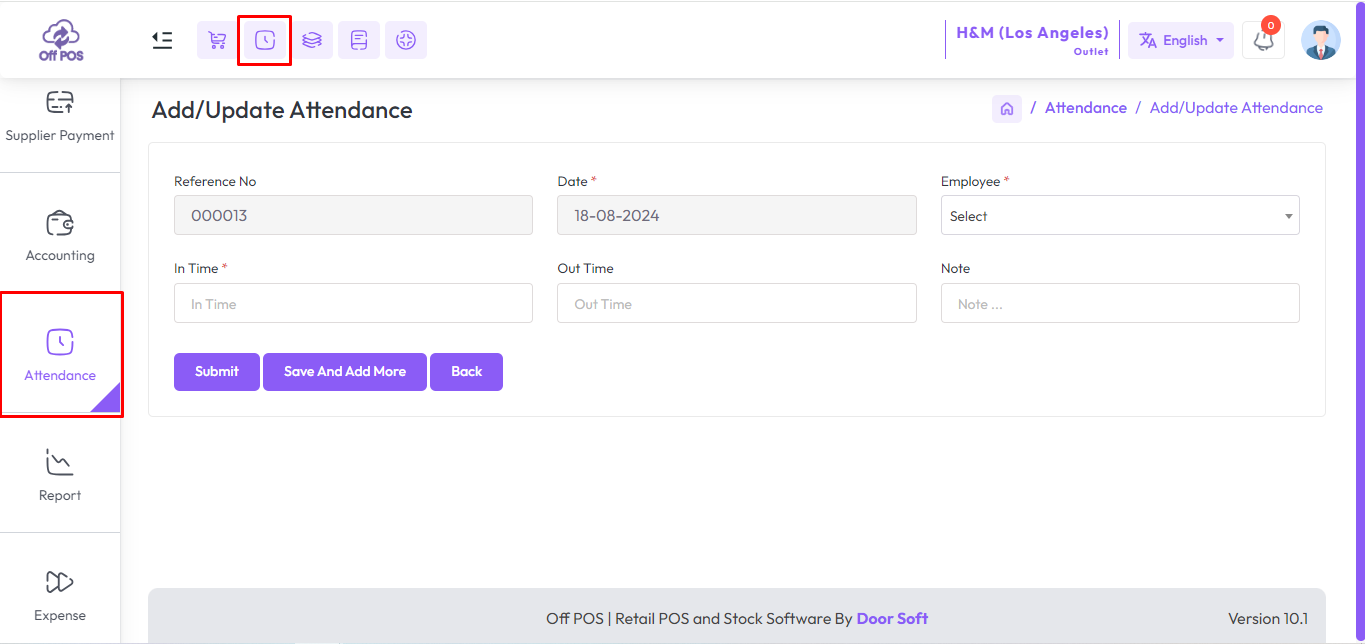 Off POS
H&M (Los Angeles)
Outlet
English
0
Supplier Payment
Accounting
Attendance
Report
Expense
Add/Update Attendance
/ Attendance / Add/Update Attendance
Reference No
Date *
Employee *
000013
18-08-2024
Select
In Time *
Out Time
Note
In Time
Out Time
Note ...
Submit
Save And Add More
Back
Off POS | Retail POS and Stock Software By Door Soft
Version 10.1